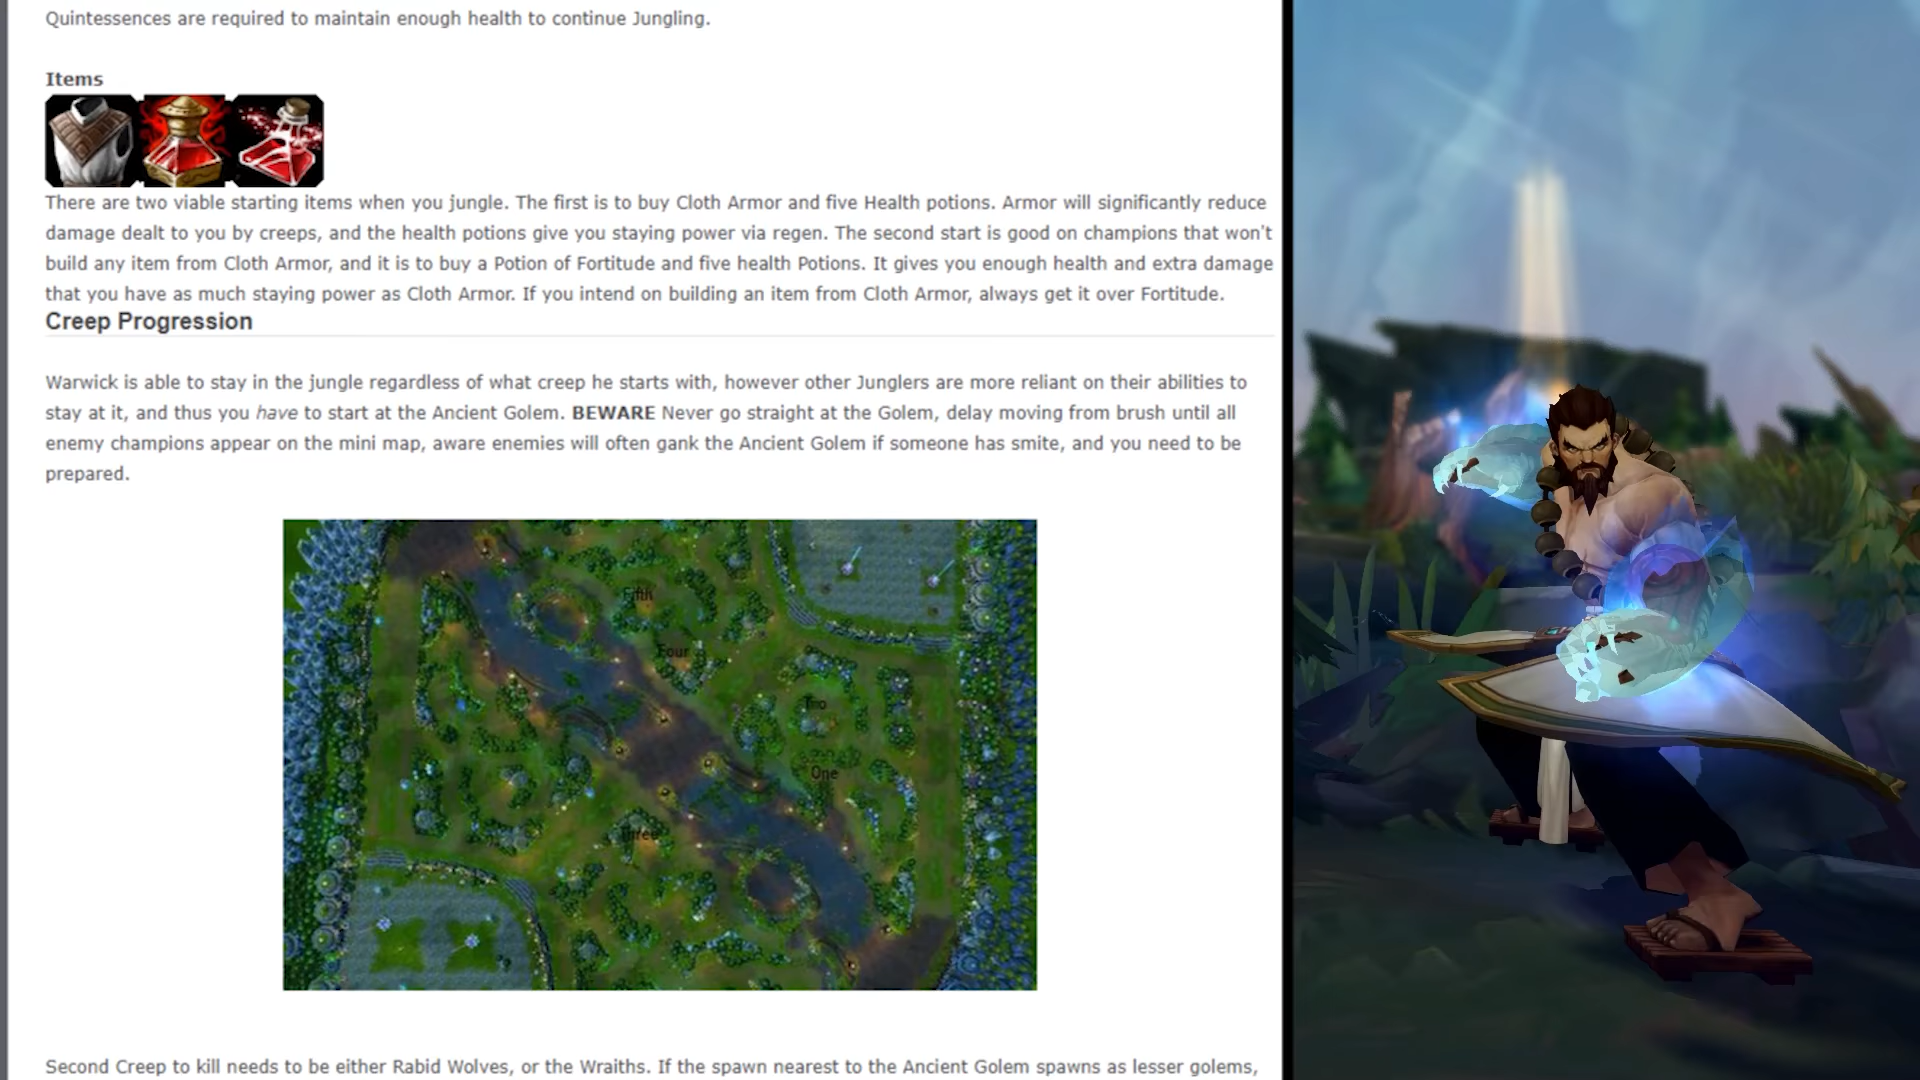 Quintessences are required to maintain enough health to continue Jungling.
Items
There are two viable starting items when you jungle. The first is to buy Cloth Armor and five Health potions. Armor will significantly reduce
damage dealt to you by creeps, and the health potions give you staying power via regen. The second start is good on champions that won't
build any item from Cloth Armor, and it is to buy a Potion of Fortitude and five health Potions. It gives you enough health and extra damage
that you have as much staying power as Cloth Armor. If you intend on building an item from Cloth Armor, always get it over Fortitude.
Creep Progression
Warwick is able to stay in the jungle regardless of what creep he starts with, however other Junglers are more reliant on their abilities to
stay at it, and thus you have to start at the Ancient Golem. BEWARE Never go straight at the Golem, delay moving from brush until all
enemy champions appear on the mini map, aware enemies will often gank the Ancient Golem if someone has smite, and you need to be
prepared.
Fifth
Four
Two
One
Three
Second Creep to kill needs to be either Rabid Wolves, or the Wraiths. If the spawn nearest to the Ancient Golem spawns as lesser golems,